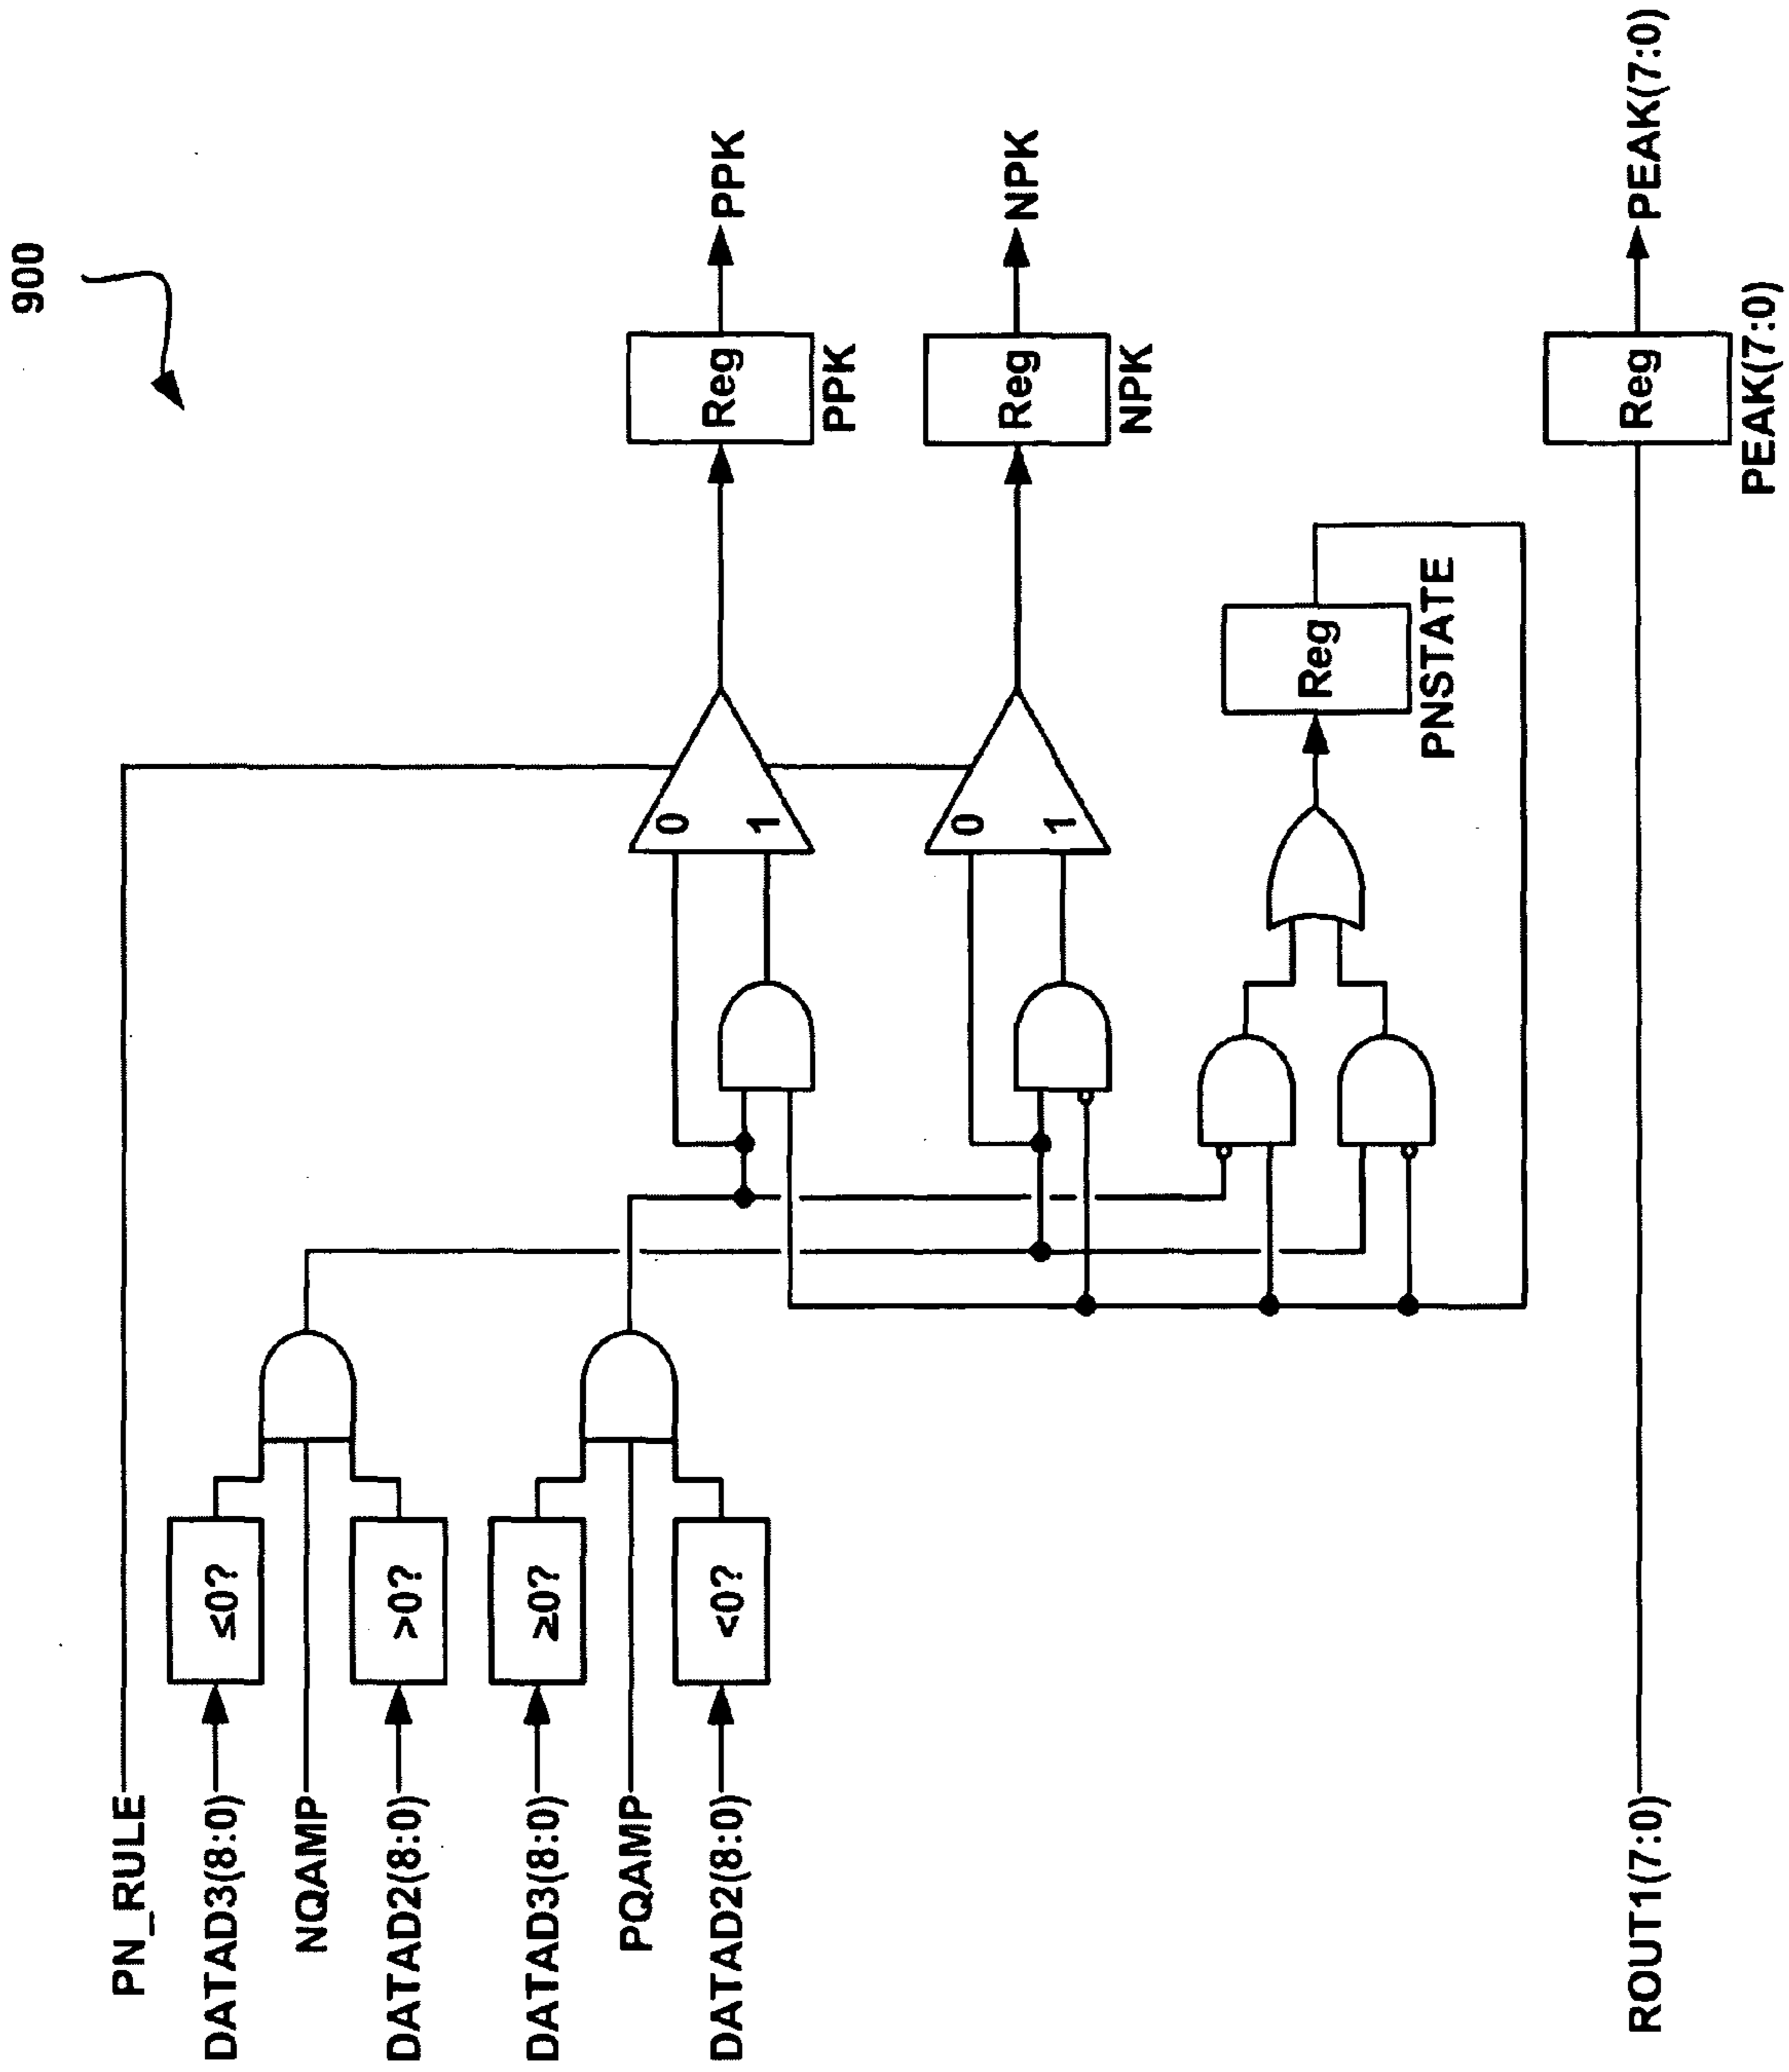 900
PN_RULE
DATAD3(8:0)
≤0?
NQAMP
DATAD2(8:0)
>0?
DATAD3(8:0)
≥0?
PQAMP
DATAD2(8:0)
<0?
0
1
Reg
PPK
PPK
0
1
Reg
NPK
NPK
Reg
PNSTATE
ROUT1(7:0)
Reg
PEAK(7:0)
PEAK(7:0)